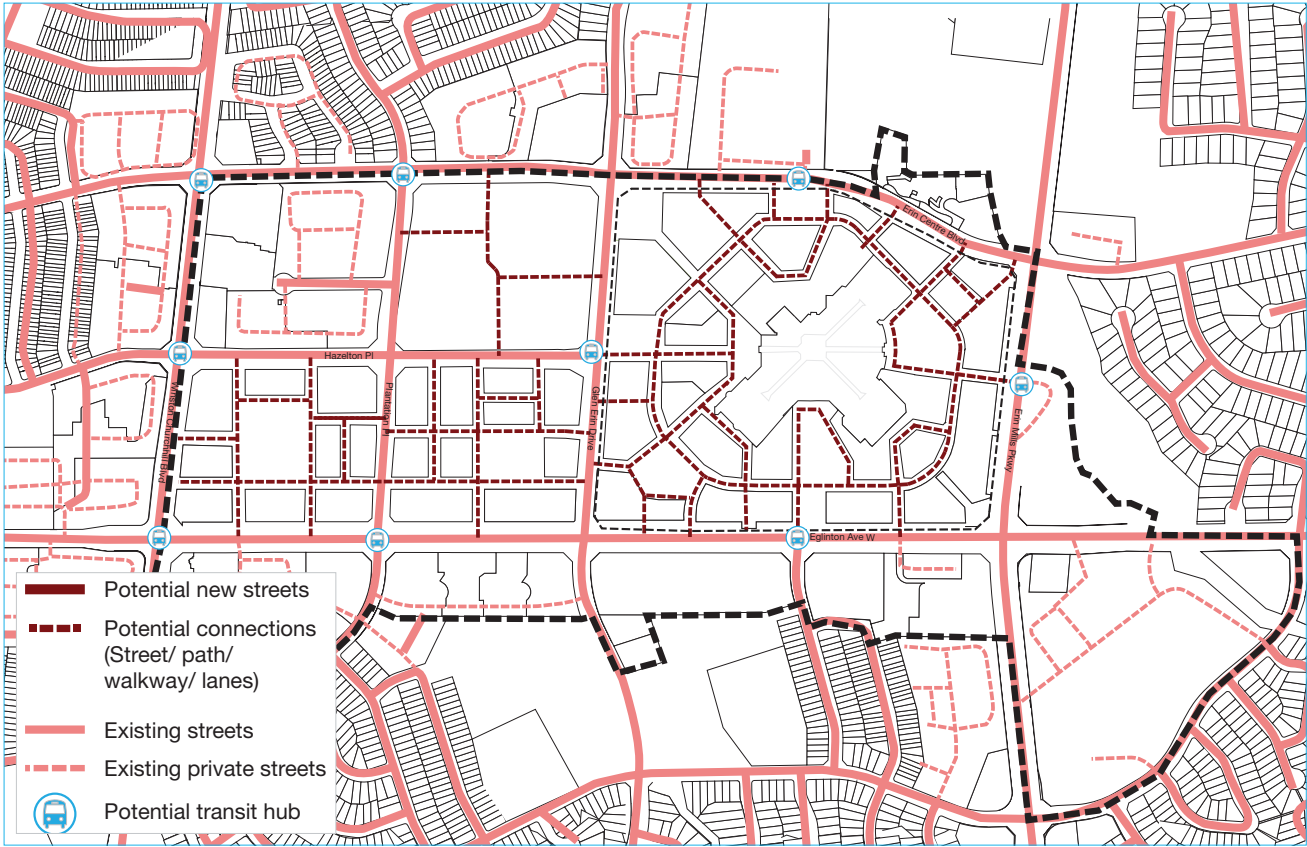 Erin Centre Blvd
Hazelton Pl
Winston Churchill Blvd
Plantation Pl
Glen Erin Drive
Erin Mills Pkwy
Eglinton Ave W
Potential new streets
Potential connections
(Street/ path/
walkway/ lanes)
Existing streets
Existing private streets
Potential transit hub